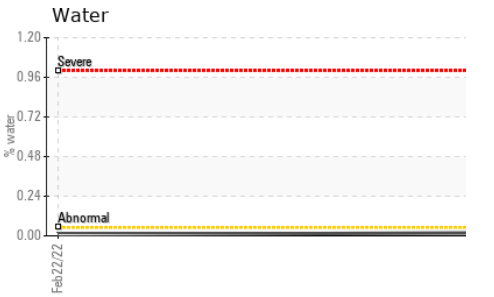 Water
1.20
Severe
0.96
0.72
% water
0.48
0.24
Abnormal
0.00
Feb22/22